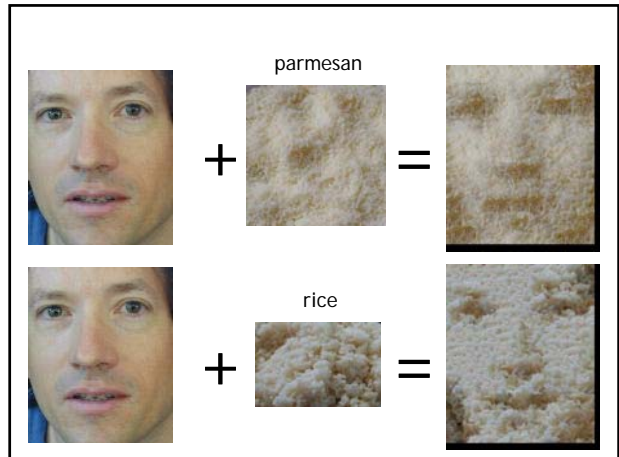 parmesan
+ =
rice
+ =